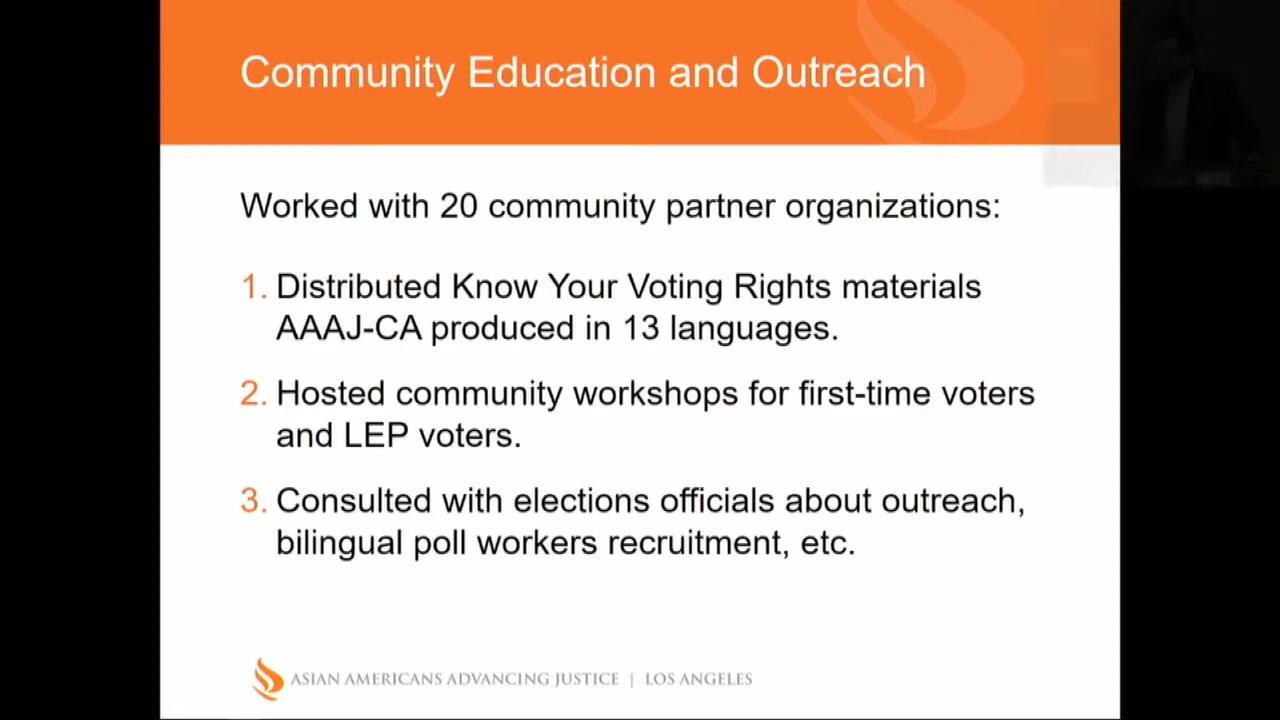 Community Education and Outreach
Worked with 20 community partner organizations:
1. Distributed Know Your Voting Rights materials
AAAJ-CA produced in 13 languages.
2. Hosted community workshops for first-time voters
and LEP voters.
3. Consulted with elections officials about outreach,
bilingual poll workers recruitment, etc.
ASIAN AMERICANS ADVANCING JUSTICE | LOS ANGELES